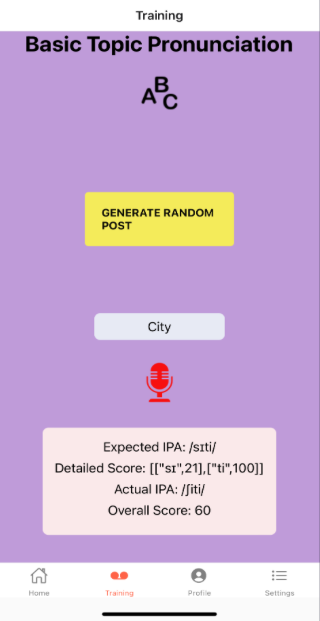 Training
Basic Topic Pronunciation
ABC
GENERATE RANDOM
POST
City
Expected IPA: /sɪti/
Detailed Score: [["sɪ",21],["ti",100]]
Actual IPA: /ʃiti/
Overall Score: 60
Home Training Profile Settings